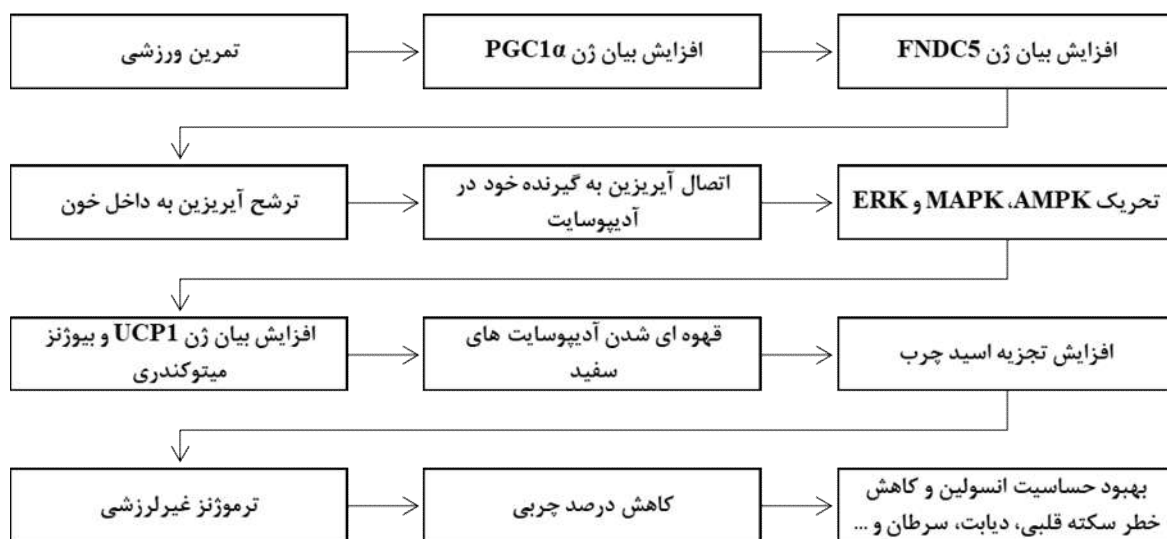 تمرین ورزشی
افزایش بیان ژن PGC1α
افزایش بیان ژن FNDC5
ترشح آیریزین به داخل خون
اتصال آیریزین به گیرنده خود در
آدیپوسایت
تحریک MAPK ،AMPK و ERK
افزایش بیان ژن UCP1 و بیوژنز
میتوکندری
قهوه ای شدن آدیپوسایت های
سفید
افزایش تجزیه اسید چرب
ترموژنز غیرلرزشی
کاهش درصد چربی
بهبود حساسیت انسولین و کاهش
خطر سکته قلبی، دیابت، سرطان و ...